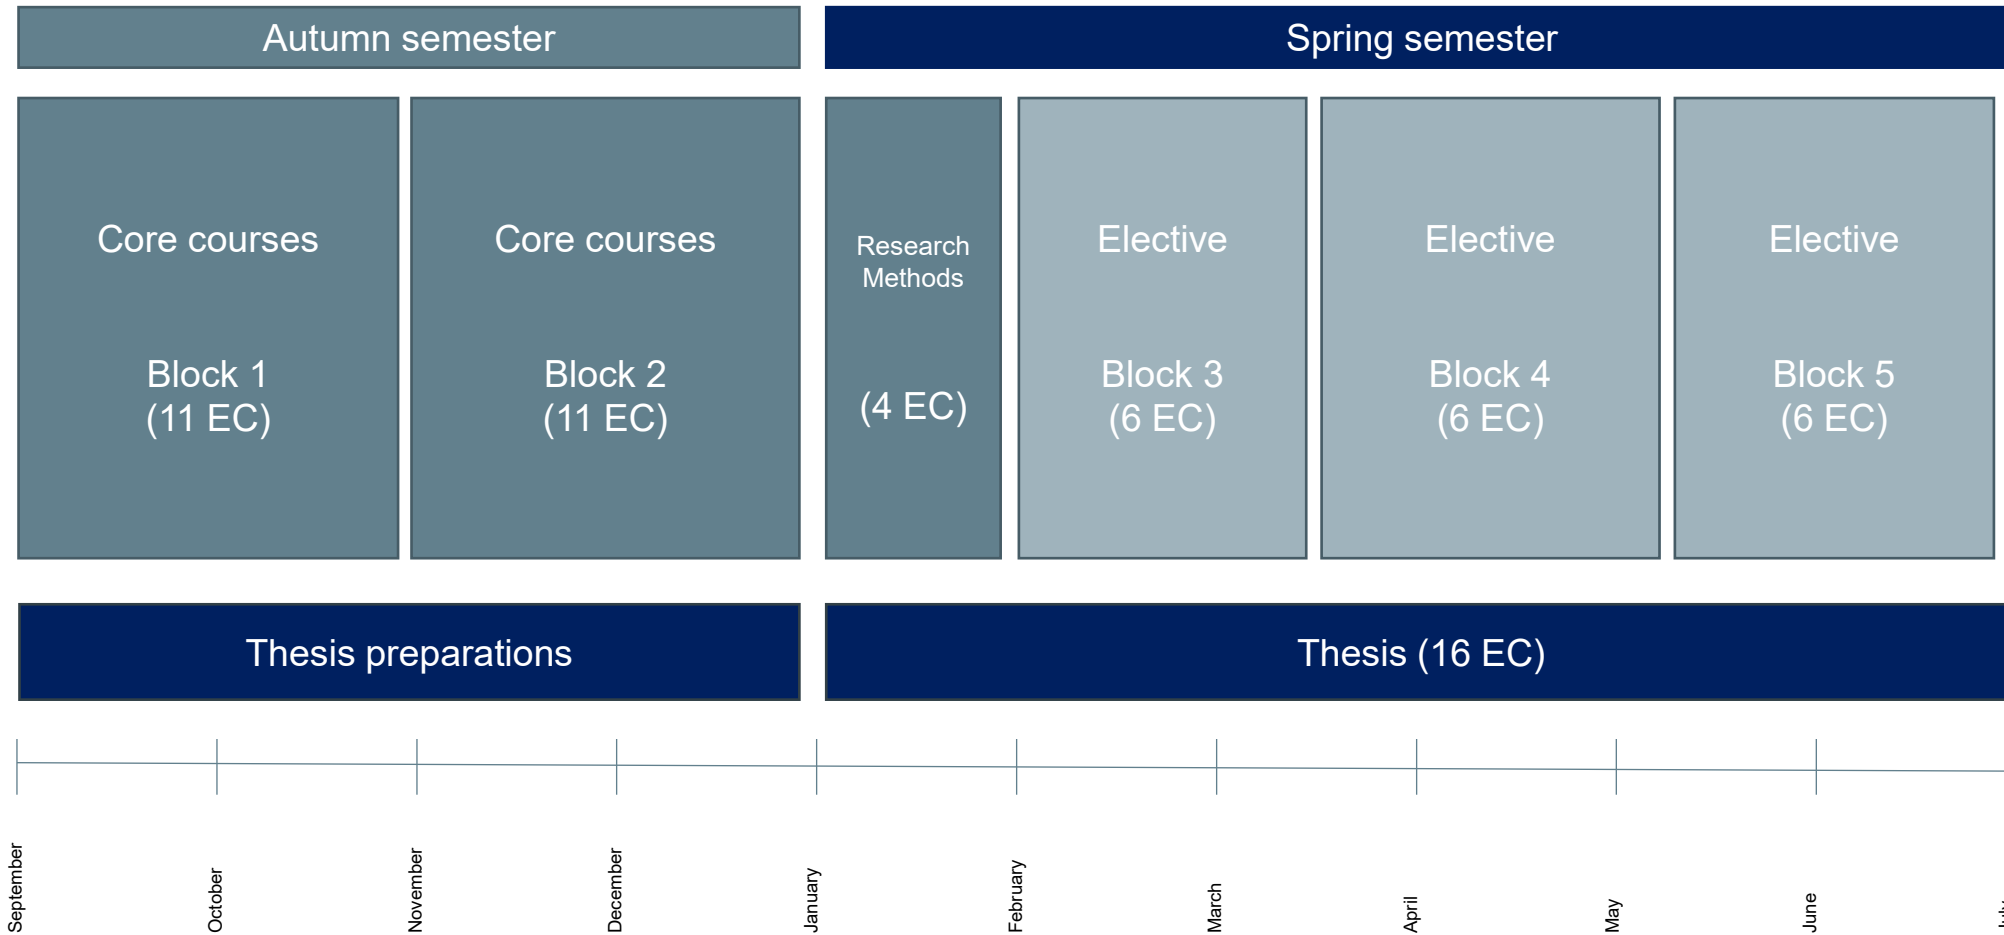 Autumn semester
Spring semester
Core courses
Block 1
(11 EC)
Core courses
Block 2
(11 EC)
Research
Methods
(4 EC)
Elective
Block 3
(6 EC)
Elective
Block 4
(6 EC)
Elective
Block 5
(6 EC)
Thesis preparations
Thesis (16 EC)
September
October
November
December
January
February
March
April
May
June